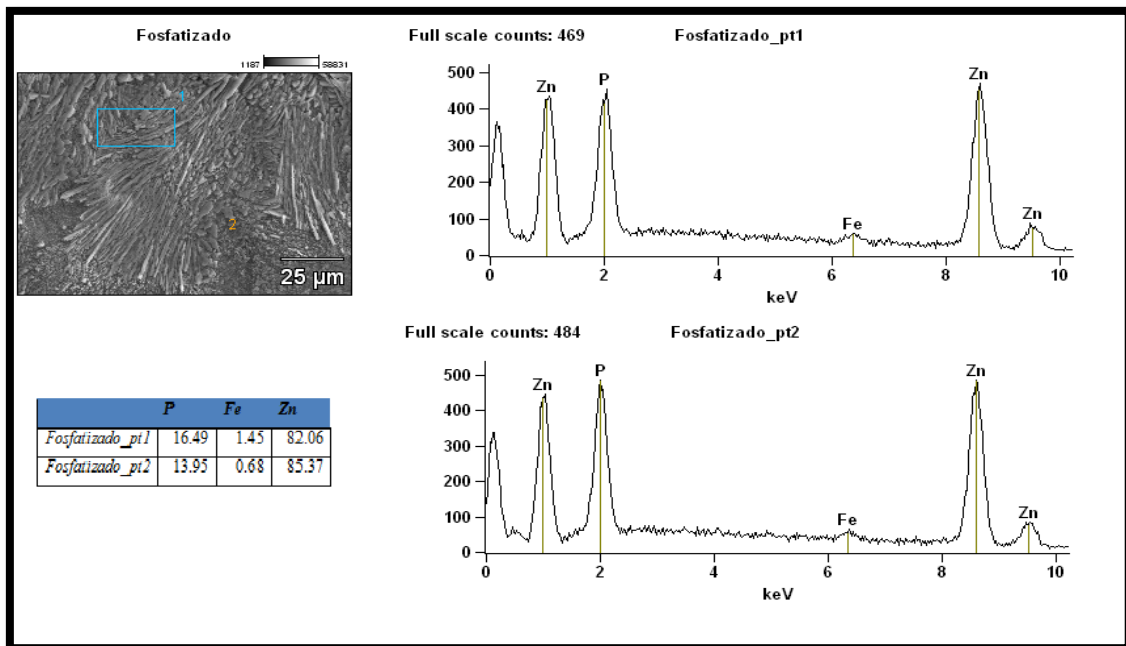 Fosfatizado
1187 58831
1
2
25 µm
Full scale counts: 469 Fosfatizado_pt1
500
400
300
200
100
0
Zn P Fe Zn Zn
0 2 4 6 8 10
keV
Full scale counts: 484 Fosfatizado_pt2
500
400
300
200
100
0
Zn P Fe Zn Zn
0 2 4 6 8 10
keV
P Fe Zn
Fosfatizado_pt1 16.49 1.45 82.06
Fosfatizado_pt2 13.95 0.68 85.37